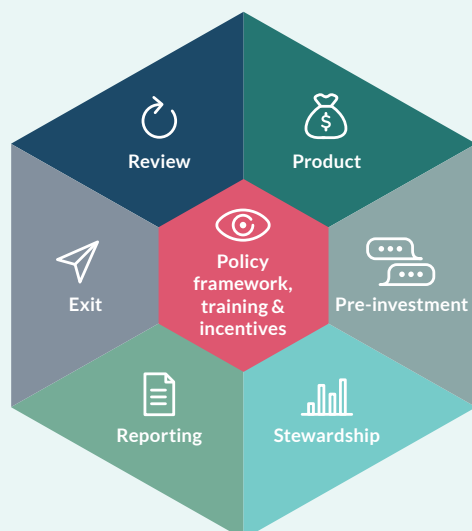 Review
Product
Policy
framework,
training &
incentives
Exit
Pre-investment
Reporting
Stewardship